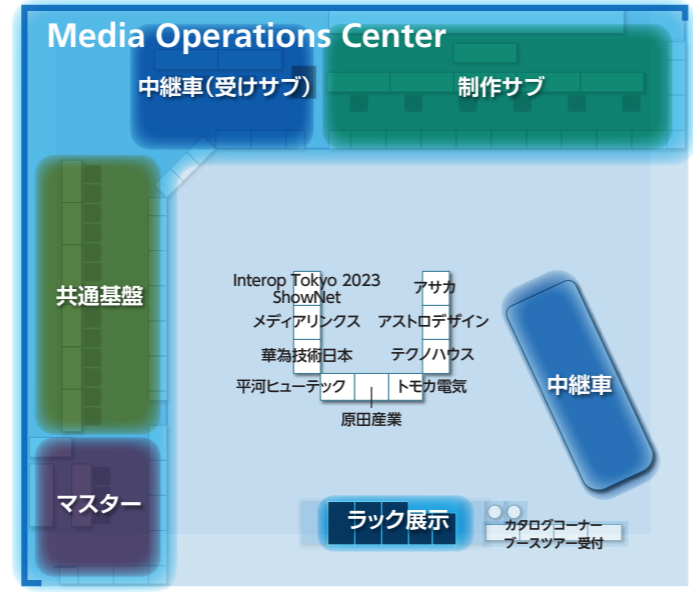 Media Operations Center
中継車（受けサブ）
制作サブ
共通基盤
Interop Tokyo 2023
ShowNet
アサカ
メディアリンクス
アストロデザイン
華為技術日本
テクノハウス
平河ヒューテック
トモカ電気
原田産業
中継車
マスター
ラック展示
カタログコーナー
ブースツアー受付